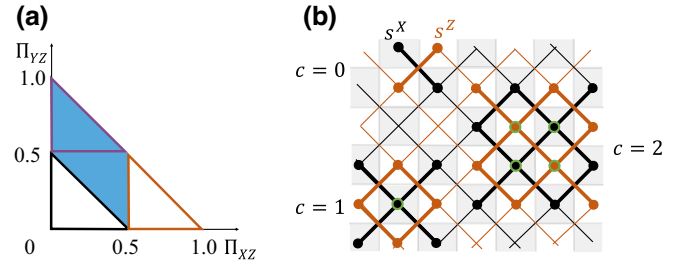 (a)
Π_YZ
1.0
0.5
0
0.5
1.0
Π_XZ
(b)
s^X
s^Z
c = 0
c = 2
c = 1